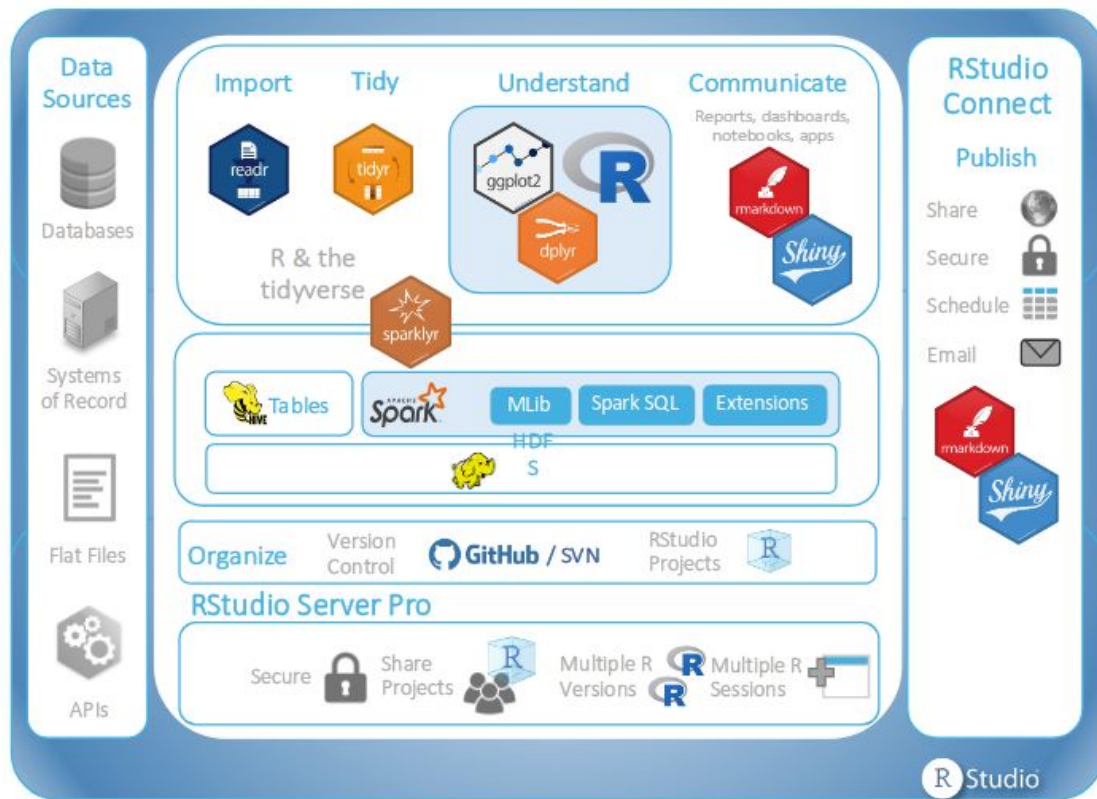 Data
Sources
Databases
Systems
of Record
Flat Files
APIs
Import
Tidy
Understand
Communicate
Reports, dashboards,
notebooks, apps
readr
tidyr
ggplot2
R
dplyr
rmarkdown
Shiny
R & the
tidyverse
sparklyr
HIVE
Tables
APACHE
Spark
MLib
Spark SQL
Extensions
HDF
S
Organize
Version
Control
GitHub / SVN
RStudio
Projects
R
RStudio Server Pro
Secure
Share
Projects
R
Multiple R
Versions
R
R
Multiple R
Sessions
RStudio
Connect
Publish
Share
Secure
Schedule
Email
rmarkdown
Shiny
R Studio